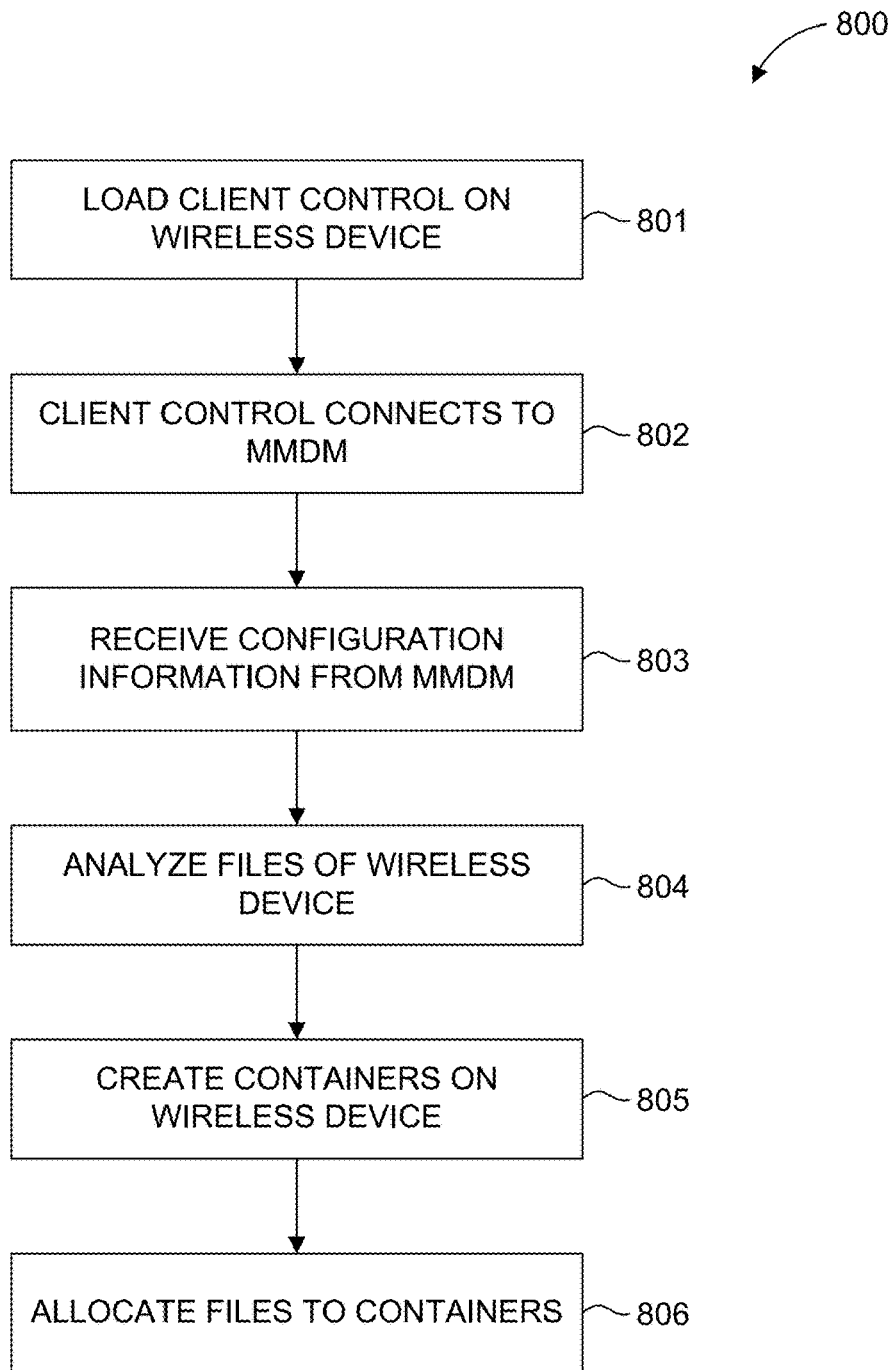 800
LOAD CLIENT CONTROL ON
WIRELESS DEVICE
801
CLIENT CONTROL CONNECTS TO
MMDM
802
RECEIVE CONFIGURATION
INFORMATION FROM MMDM
803
ANALYZE FILES OF WIRELESS
DEVICE
804
CREATE CONTAINERS ON
WIRELESS DEVICE
805
ALLOCATE FILES TO CONTAINERS
806